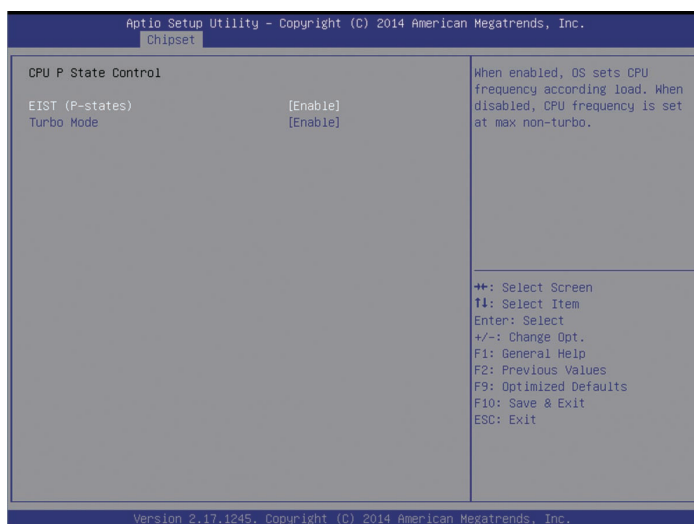 Aptio Setup Utility – Copyright (C) 2014 American Megatrends, Inc.
Chipset
CPU P State Control
EIST (P-states) [Enable]
Turbo Mode [Enable]
When enabled, OS sets CPU
frequency according load. When
disabled, CPU frequency is set
at max non-turbo.
→←: Select Screen
↑↓: Select Item
Enter: Select
+/-: Change Opt.
F1: General Help
F2: Previous Values
F9: Optimized Defaults
F10: Save & Exit
ESC: Exit
Version 2.17.1245. Copyright (C) 2014 American Megatrends, Inc.